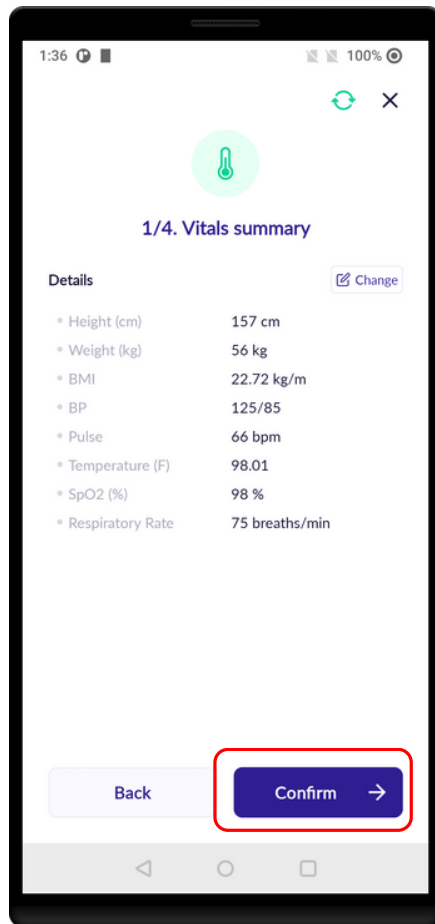 1:36 100%
1/4. Vitals summary
Details Change
Height (cm) 157 cm
Weight (kg) 56 kg
BMI 22.72 kg/m
BP 125/85
Pulse 66 bpm
Temperature (F) 98.01
SpO2 (%) 98 %
Respiratory Rate 75 breaths/min
Back Confirm